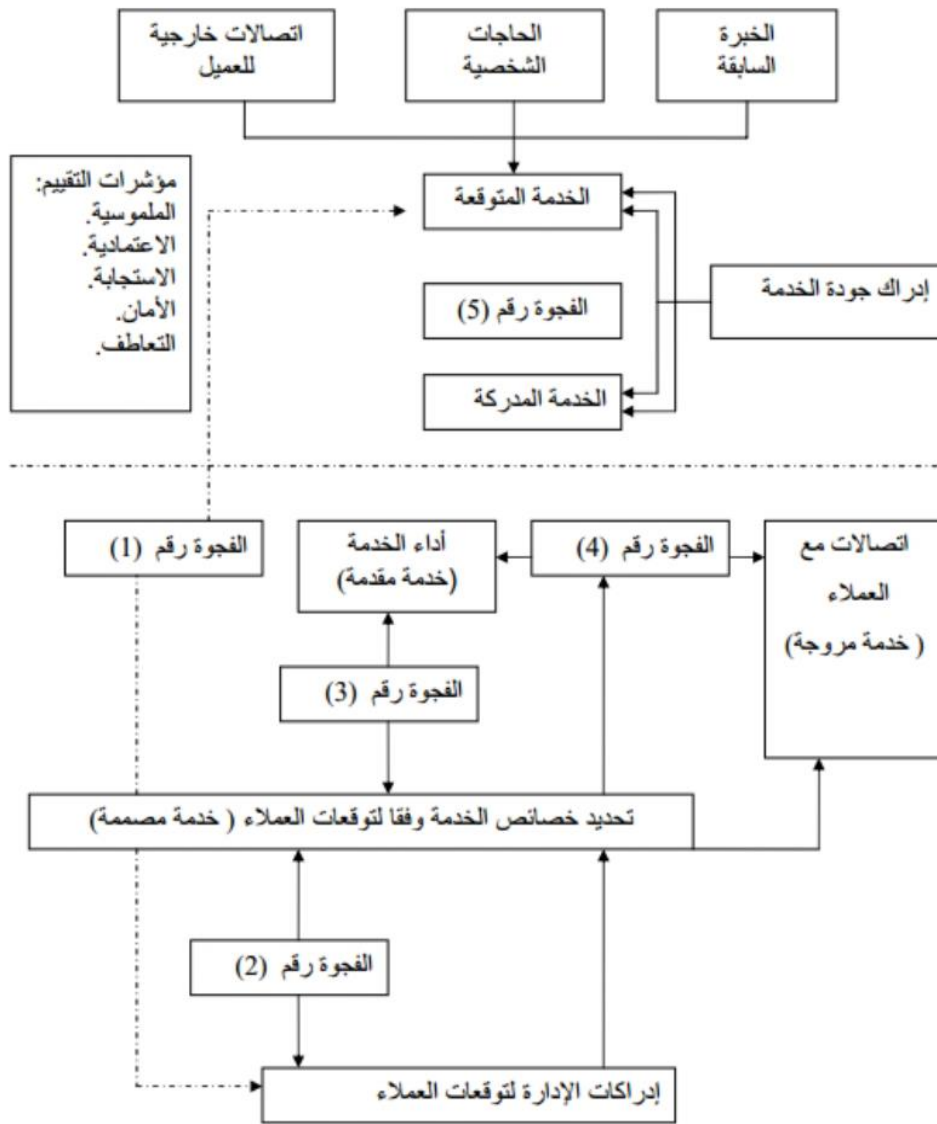 الخبرة
السابقة
الحاجات
الشخصية
اتصالات خارجية
للعميل
مؤشرات التقييم:
الملموسية.
الاعتمادية.
الاستجابة.
الأمان.
التعاطف.
الخدمة المتوقعة
إدراك جودة الخدمة
الفجوة رقم (5)
الخدمة المدركة
اتصالات مع
العملاء
( خدمة مروجة)
الفجوة رقم (4)
أداء الخدمة
(خدمة مقدمة)
الفجوة رقم (1)
الفجوة رقم (3)
تحديد خصائص الخدمة وفقا لتوقعات العملاء ( خدمة مصممة)
الفجوة رقم (2)
إدراكات الإدارة لتوقعات العملاء